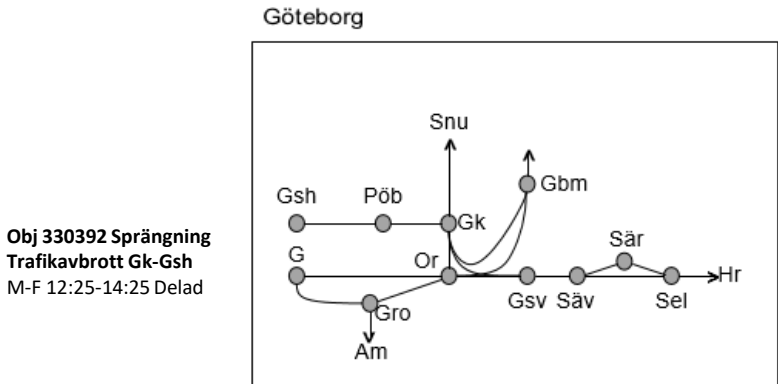 Göteborg
Snu
Gbm
Gsh Pöb
Gk
Obj 330392 Sprängning
Trafikavbrott Gk-Gsh
M-F 12:25-14:25 Delad
G Or Sär
Hr
Gro Gsv Säv Sel
Am